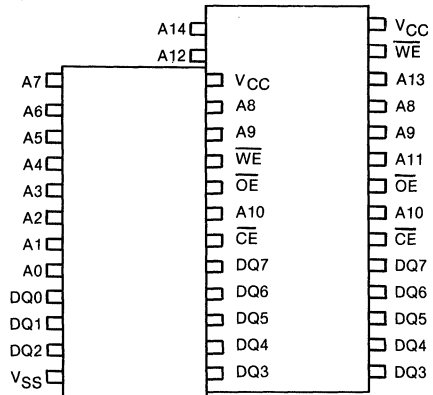 A14
A12
A7
A6
A5
A4
A3
A2
A1
A0
DQ0
DQ1
DQ2
VSS
VCC
A8
A9
WE
OE
A10
CE
DQ7
DQ6
DQ5
DQ4
DQ3
VCC
WE
A13
A8
A9
A11
OE
A10
CE
DQ7
DQ6
DQ5
DQ4
DQ3